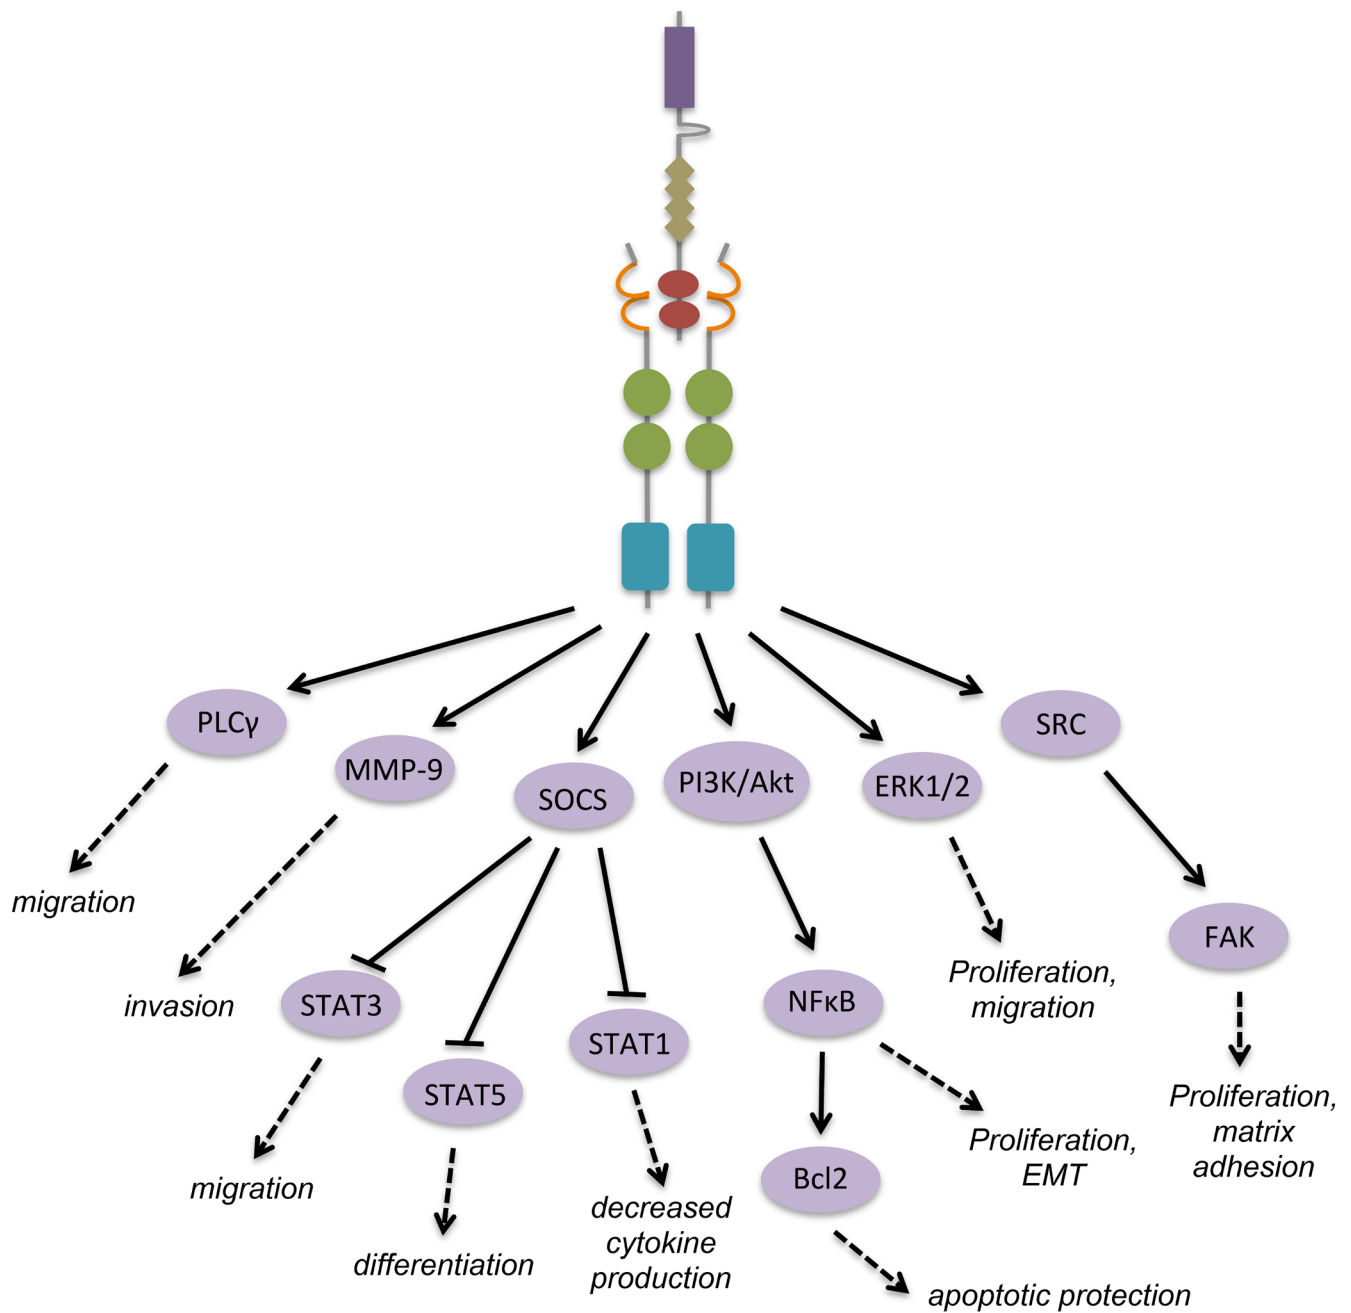 PLCγ
MMP-9
SOCS
PI3K/Akt
ERK1/2
SRC
migration
invasion
STAT3
STAT5
STAT1
NFκB
Proliferation,
migration
FAK
migration
differentiation
decreased
cytokine
production
Bcl2
Proliferation,
EMT
Proliferation,
matrix
adhesion
apoptotic protection